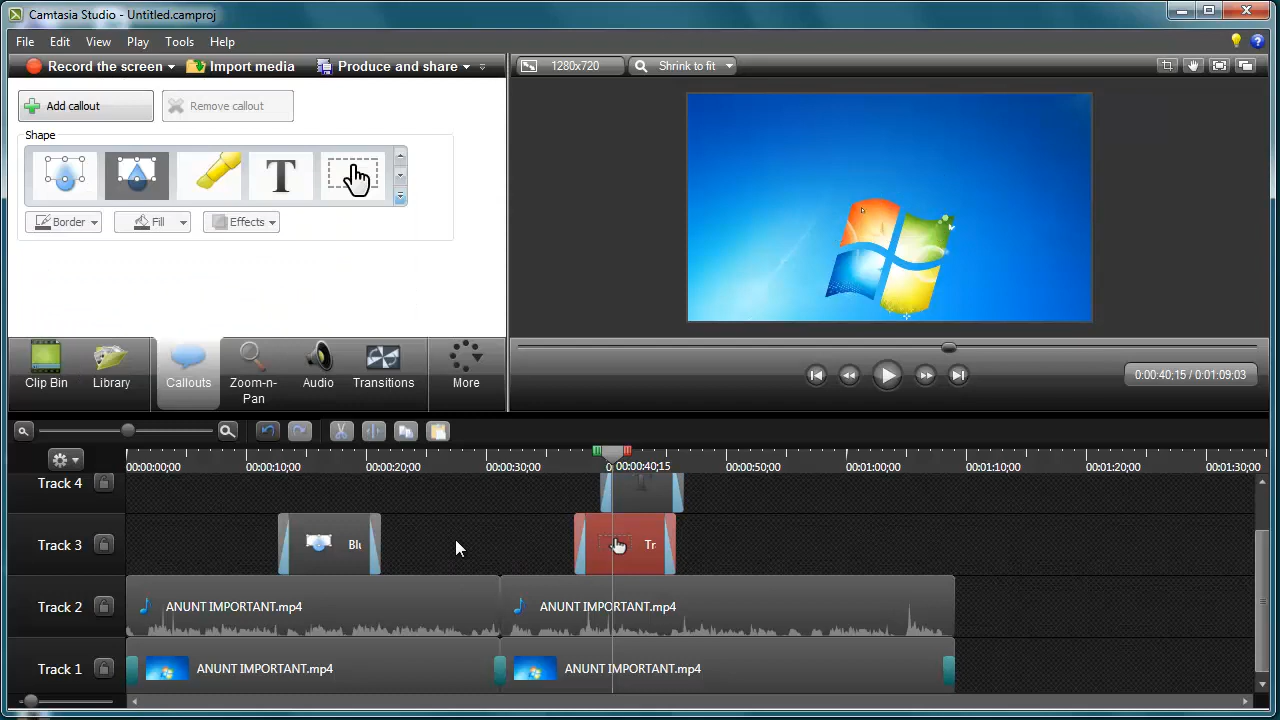 Camtasia Studio - Untitled.camproj
File Edit View Play Tools Help
Record the screen Import media Produce and share
1280x720 Shrink to fit
Add callout Remove callout
Shape
T
Border Fill Effects
Clip Bin Library Callouts Zoom-n-Pan Audio Transitions More
0:00:40;15 / 0:01:09;03
00:00:00;00 00:00:10;00 00:00:20;00 00:00:30;00 0 00:00:40;15 00:00:50;00 00:01:00;00 00:01:10;00 00:01:20;00 00:01:30;00
Track 4
Track 3 Blu Tr
Track 2 ANUNT IMPORTANT.mp4 ANUNT IMPORTANT.mp4
Track 1 ANUNT IMPORTANT.mp4 ANUNT IMPORTANT.mp4